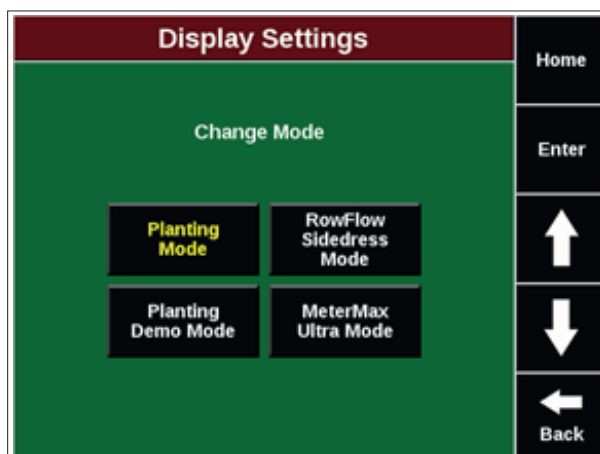 Display Settings
Home
Change Mode
Enter
Planting
Mode
RowFlow
Sidedress
Mode
Planting
Demo Mode
MeterMax
Ultra Mode
Back